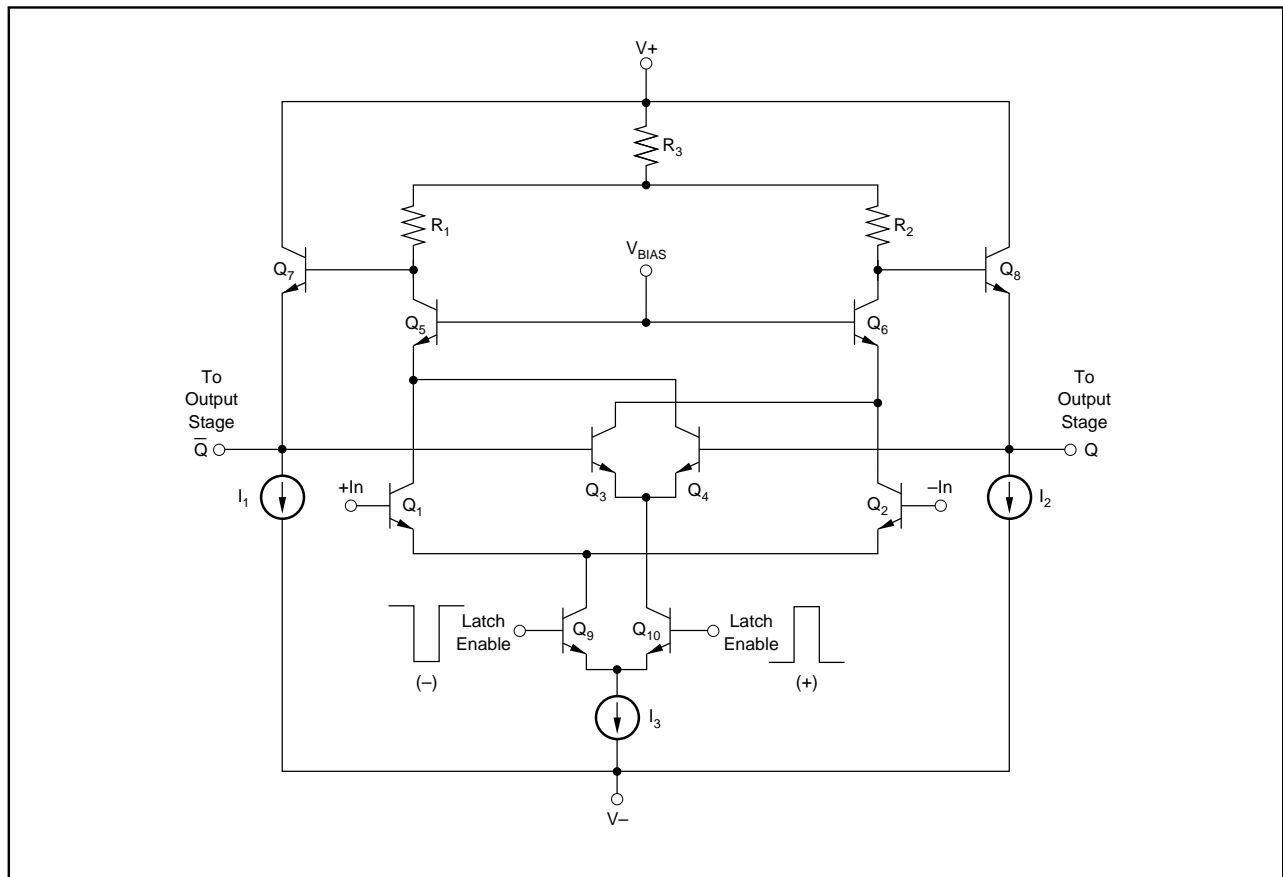 V+
R3
R1
R2
VBIAS
Q7
Q8
Q5
Q6
To
Output
Stage
Q̅
To
Output
Stage
Q
Q3
Q4
I1
+In
Q1
Q2
–In
I2
Latch
Enable
Q9
Q10
Latch
Enable
(–)
(+)
I3
V–